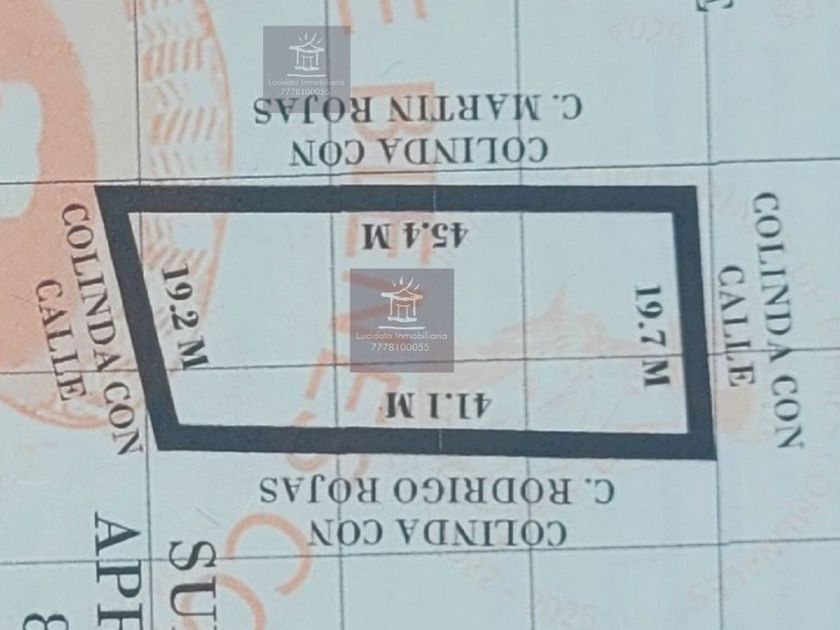 Lucidato Inmobiliaria
7778100055
COLINDA CON
C. MARTIN ROJAS
45.4 M
COLINDA CON
CALLE
19.2 M
Lucidato Inmobiliaria
7778100055
19.7 M
COLINDA CON
CALLE
41.1 M
COLINDA CON
C. RODRIGO ROJAS